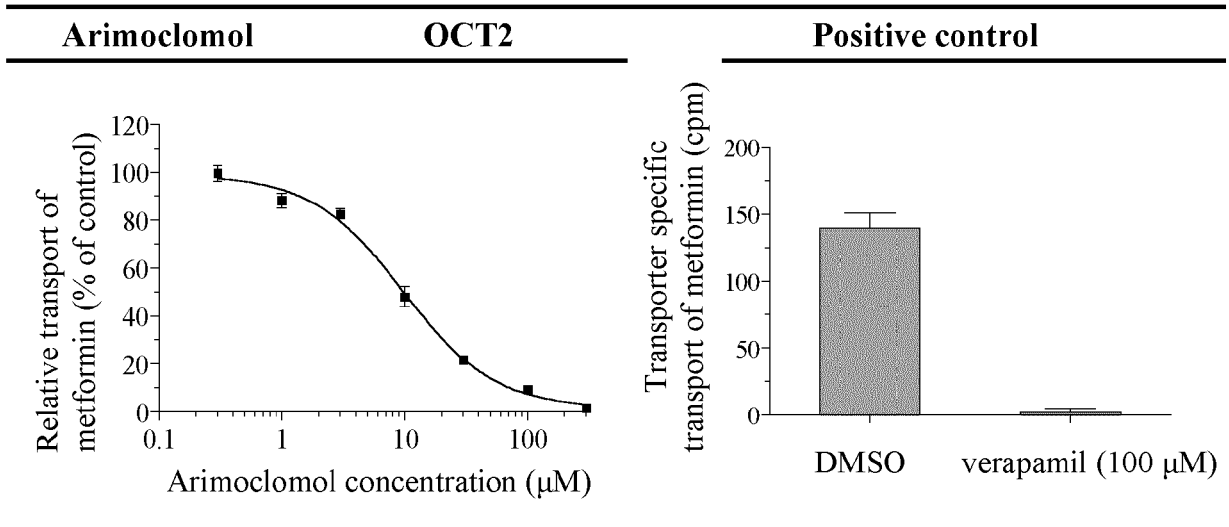 Arimoclomol OCT2
Relative transport of
metformin (% of control)
120
100
80
60
40
20
0
0.1 1 10 100
Arimoclomol concentration (μM)
Positive control
Transporter specific
transport of metformin (cpm)
200
150
100
50
0
DMSO verapamil (100 μM)